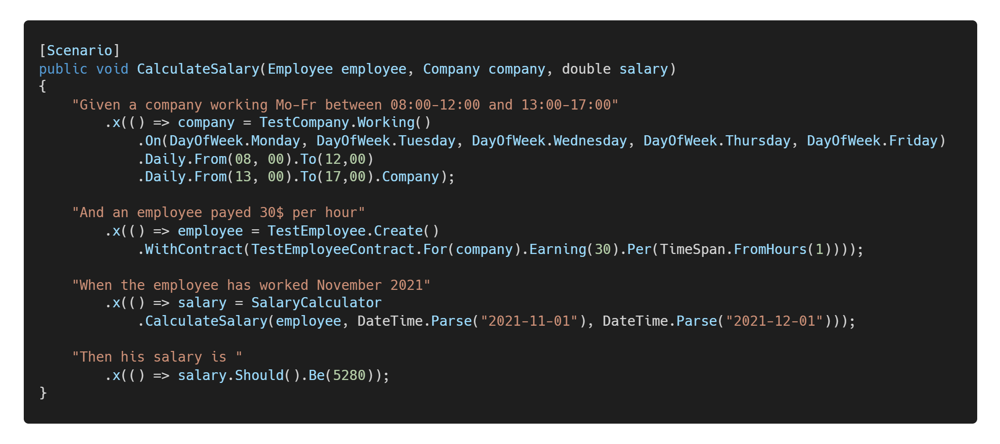 [Scenario]
public void CalculateSalary(Employee employee, Company company, double salary)
{
    "Given a company working Mo-Fr between 08:00-12:00 and 13:00-17:00"
        .x(() => company = TestCompany.Working()
            .On(DayOfWeek.Monday, DayOfWeek.Tuesday, DayOfWeek.Wednesday, DayOfWeek.Thursday, DayOfWeek.Friday)
            .Daily.From(08, 00).To(12,00)
            .Daily.From(13, 00).To(17,00).Company);

    "And an employee payed 30$ per hour"
        .x(() => employee = TestEmployee.Create()
            .WithContract(TestEmployeeContract.For(company).Earning(30).Per(TimeSpan.FromHours(1))));

    "When the employee has worked November 2021"
        .x(() => salary = SalaryCalculator
            .CalculateSalary(employee, DateTime.Parse("2021-11-01"), DateTime.Parse("2021-12-01")));

    "Then his salary is "
        .x(() => salary.Should().Be(5280));
}